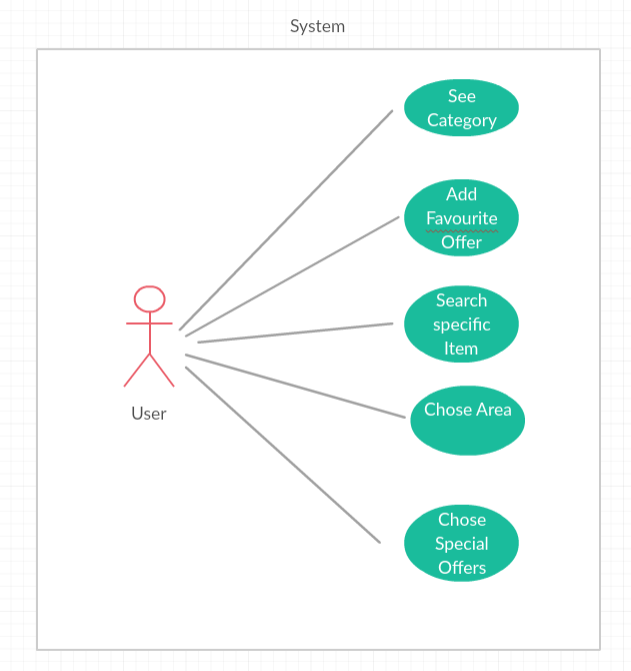 System
See
Category
Add
Favourite
Offer
Search
specific
Item
User
Chose Area
Chose
Special
Offers